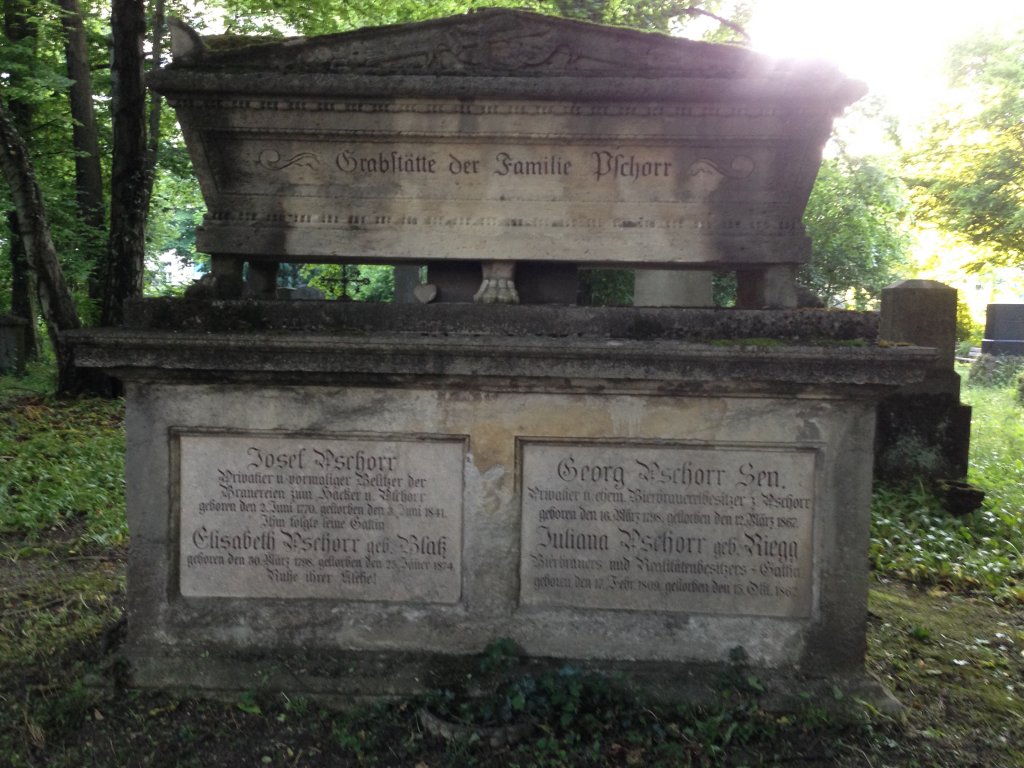 Grabstätte der Familie Pschorr
Josef Pschorr
Privatier u vormaliger Besitzer der
Brauereien zum Hacker u Pschorr
geboren den 2. Juni 1770, gestorben den 3. Juni 1841.
Ihm folgte seine Gattin
Elisabeth Pschorr geb. Blatz
geboren den 30. März 1798, gestorben den 23. Jäner 1874.
Ruhe ihrer Asche!
Georg Pschorr Sen.
Privatier u ehem. Bierbrauereibesitzer z Pschorr
geboren den 16. März 1798, gestorben den 12. März 1867.
Juliana Pschorr geb. Riegg
Bierbrauers und Realitätenbesitzers-Gattin
geboren den 17. Febr. 1809, gestorben den 15. Okt. 1862.